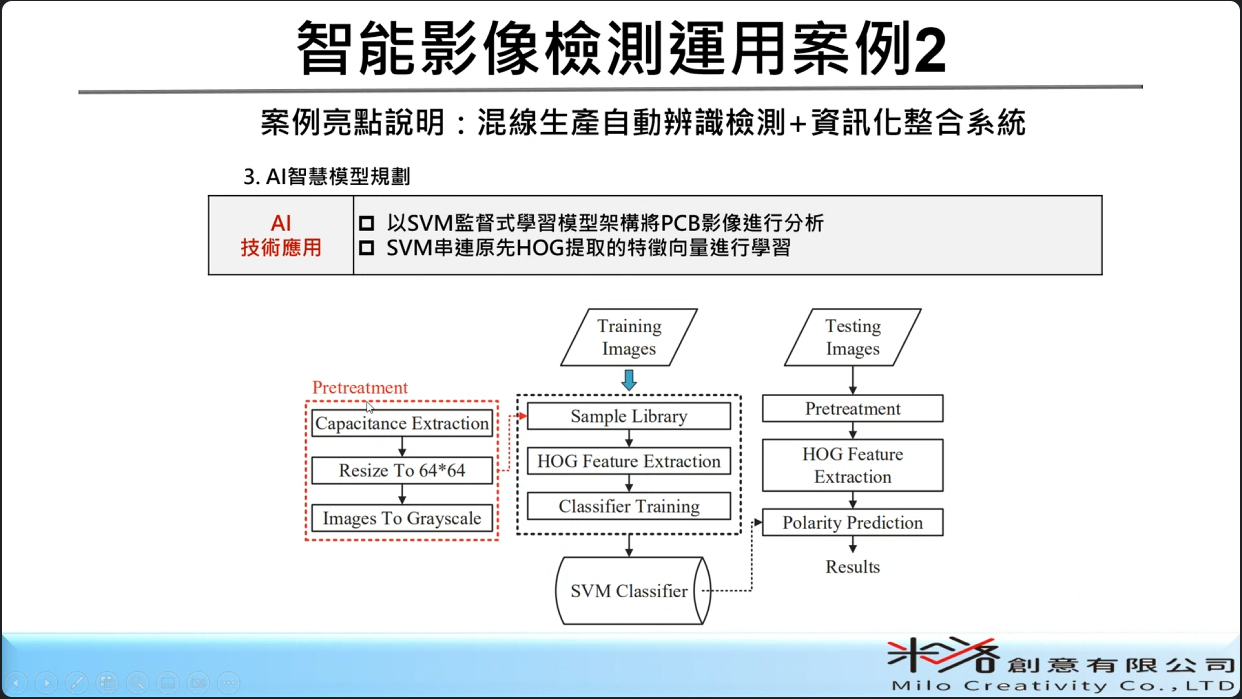 智能影像檢測運用案例2
案例亮點說明：混線生產自動辨識檢測+資訊化整合系統
3. AI智慧模型規劃
AI
技術應用
以SVM監督式學習模型架構將PCB影像進行分析
SVM串連原先HOG提取的特徵向量進行學習
Pretreatment
Capacitance Extraction
Resize To 64*64
Images To Grayscale
Training
Images
Sample Library
HOG Feature Extraction
Classifier Training
SVM Classifier
Testing
Images
Pretreatment
HOG Feature
Extraction
Polarity Prediction
Results
米洛創意有限公司
Milo Creativity Co.,LTD